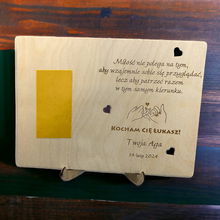 Miłość nie polega na tym,
aby wzajemnie sobie się przyglądać,
lecz aby patrzeć razem
w tym samym kierunku.
KOCHAM CIĘ ŁUKASZ!
Twoja Aga
14 luty 2024